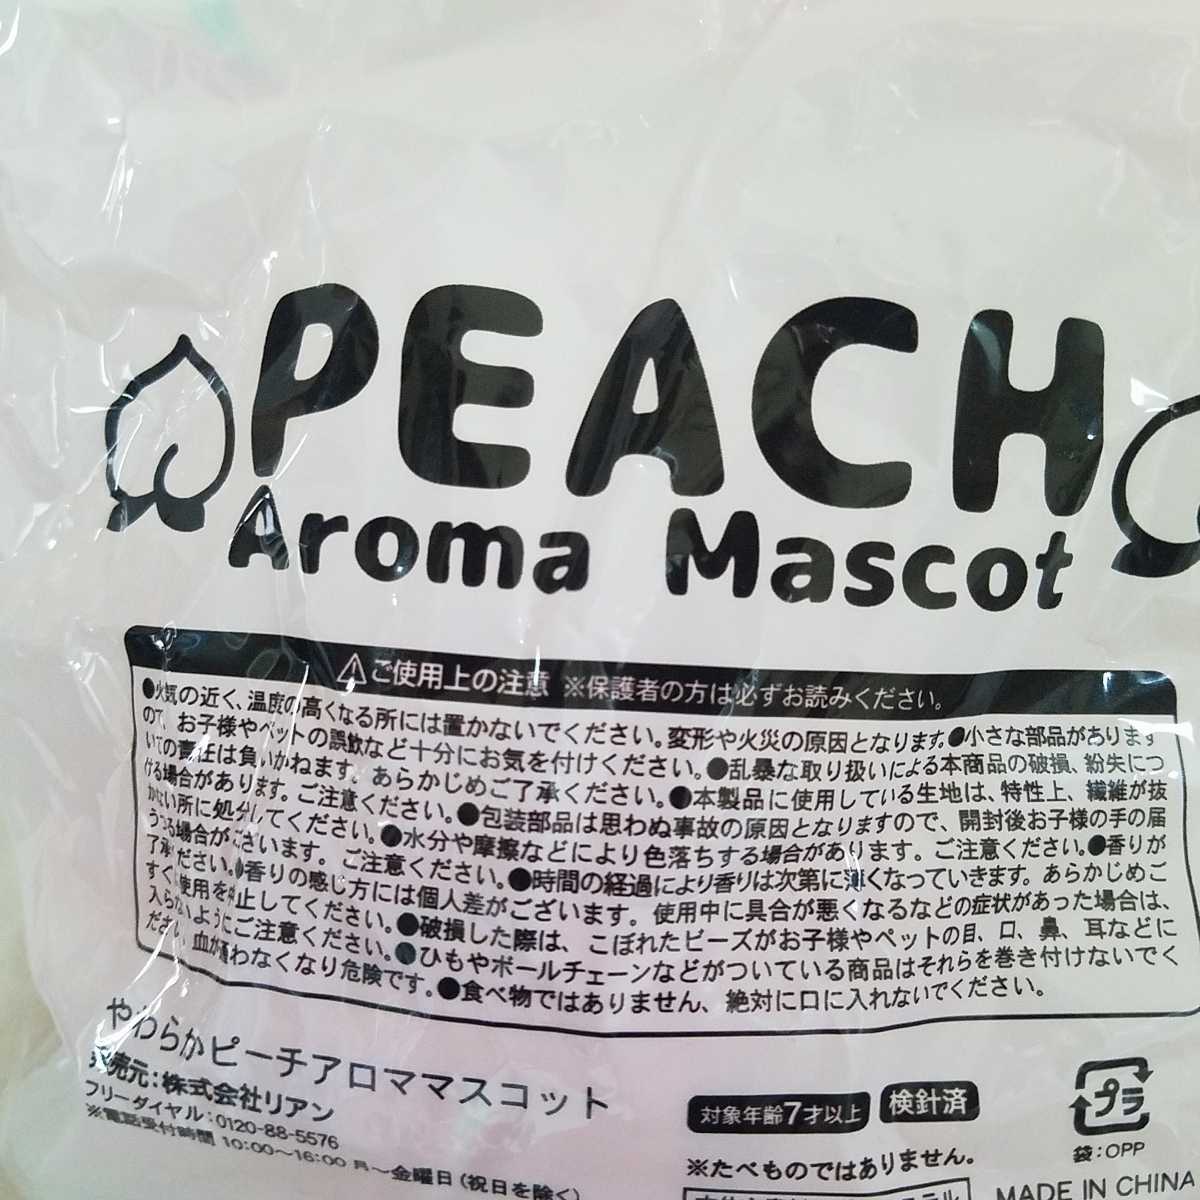 PEACH
Aroma Mascot
⚠ご使用上の注意 ※保護者の方は必ずお読みください。
●火気の近く、温度の高くなる所には置かないでください。変形や火災の原因となります。●小さな部品があります
ので、お子様やペットの誤飲など十分にお気を付けください。●乱暴な取り扱いによる本商品の破損、紛失につ
いての責任は負いかねます。あらかじめご了承ください。●本製品に使用している生地は、特性上、繊維が抜
ける場合があります。ご注意ください。●包装部品は思わぬ事故の原因となりますので、開封後お子様の手の届
かない所に処分してください。●水分や摩擦などにより色落ちする場合があります。ご注意ください。●香りが
うつる場合がございます。ご注意ください。●時間の経過により香りは次第に薄くなっていきます。あらかじめご
了承ください。●香りの感じ方には個人差がございます。使用中に具合が悪くなるなどの症状があった場合は、
すぐ使用を中止してください。●破損した際は、こぼれたビーズがお子様やペットの目、口、鼻、耳などに
入らないようにご注意ください。●ひもやボールチェーンなどがついている商品はそれらを巻き付けないでく
ださい。血が通わなくなり危険です。●食べ物ではありません、絶対に口に入れないでください。
やわらかピーチアロママスコット
発売元:株式会社リアン
フリーダイヤル:0120-88-5576
※電話受付時間 10:00～16:00 月～金曜日(祝日を除く)
対象年齢7才以上 検針済
※たべものではありません。
プラ
袋:OPP
MADE IN CHINA